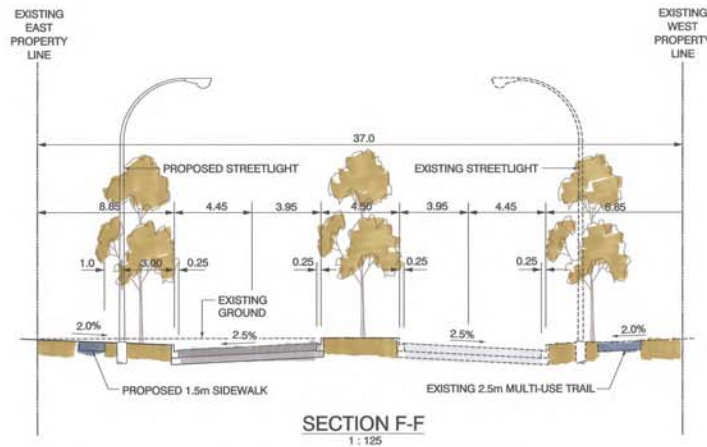 EXISTING
EAST
PROPERTY
LINE
EXISTING
WEST
PROPERTY
LINE
37.0
PROPOSED STREETLIGHT
EXISTING STREETLIGHT
8.85
4.45
3.95
4.50
3.95
4.45
6.85
1.0
3.00
0.25
0.25
0.25
0.25
EXISTING
GROUND
2.0%
2.5%
2.5%
2.0%
PROPOSED 1.5m SIDEWALK
EXISTING 2.5m MULTI-USE TRAIL
SECTION F-F
1 : 125